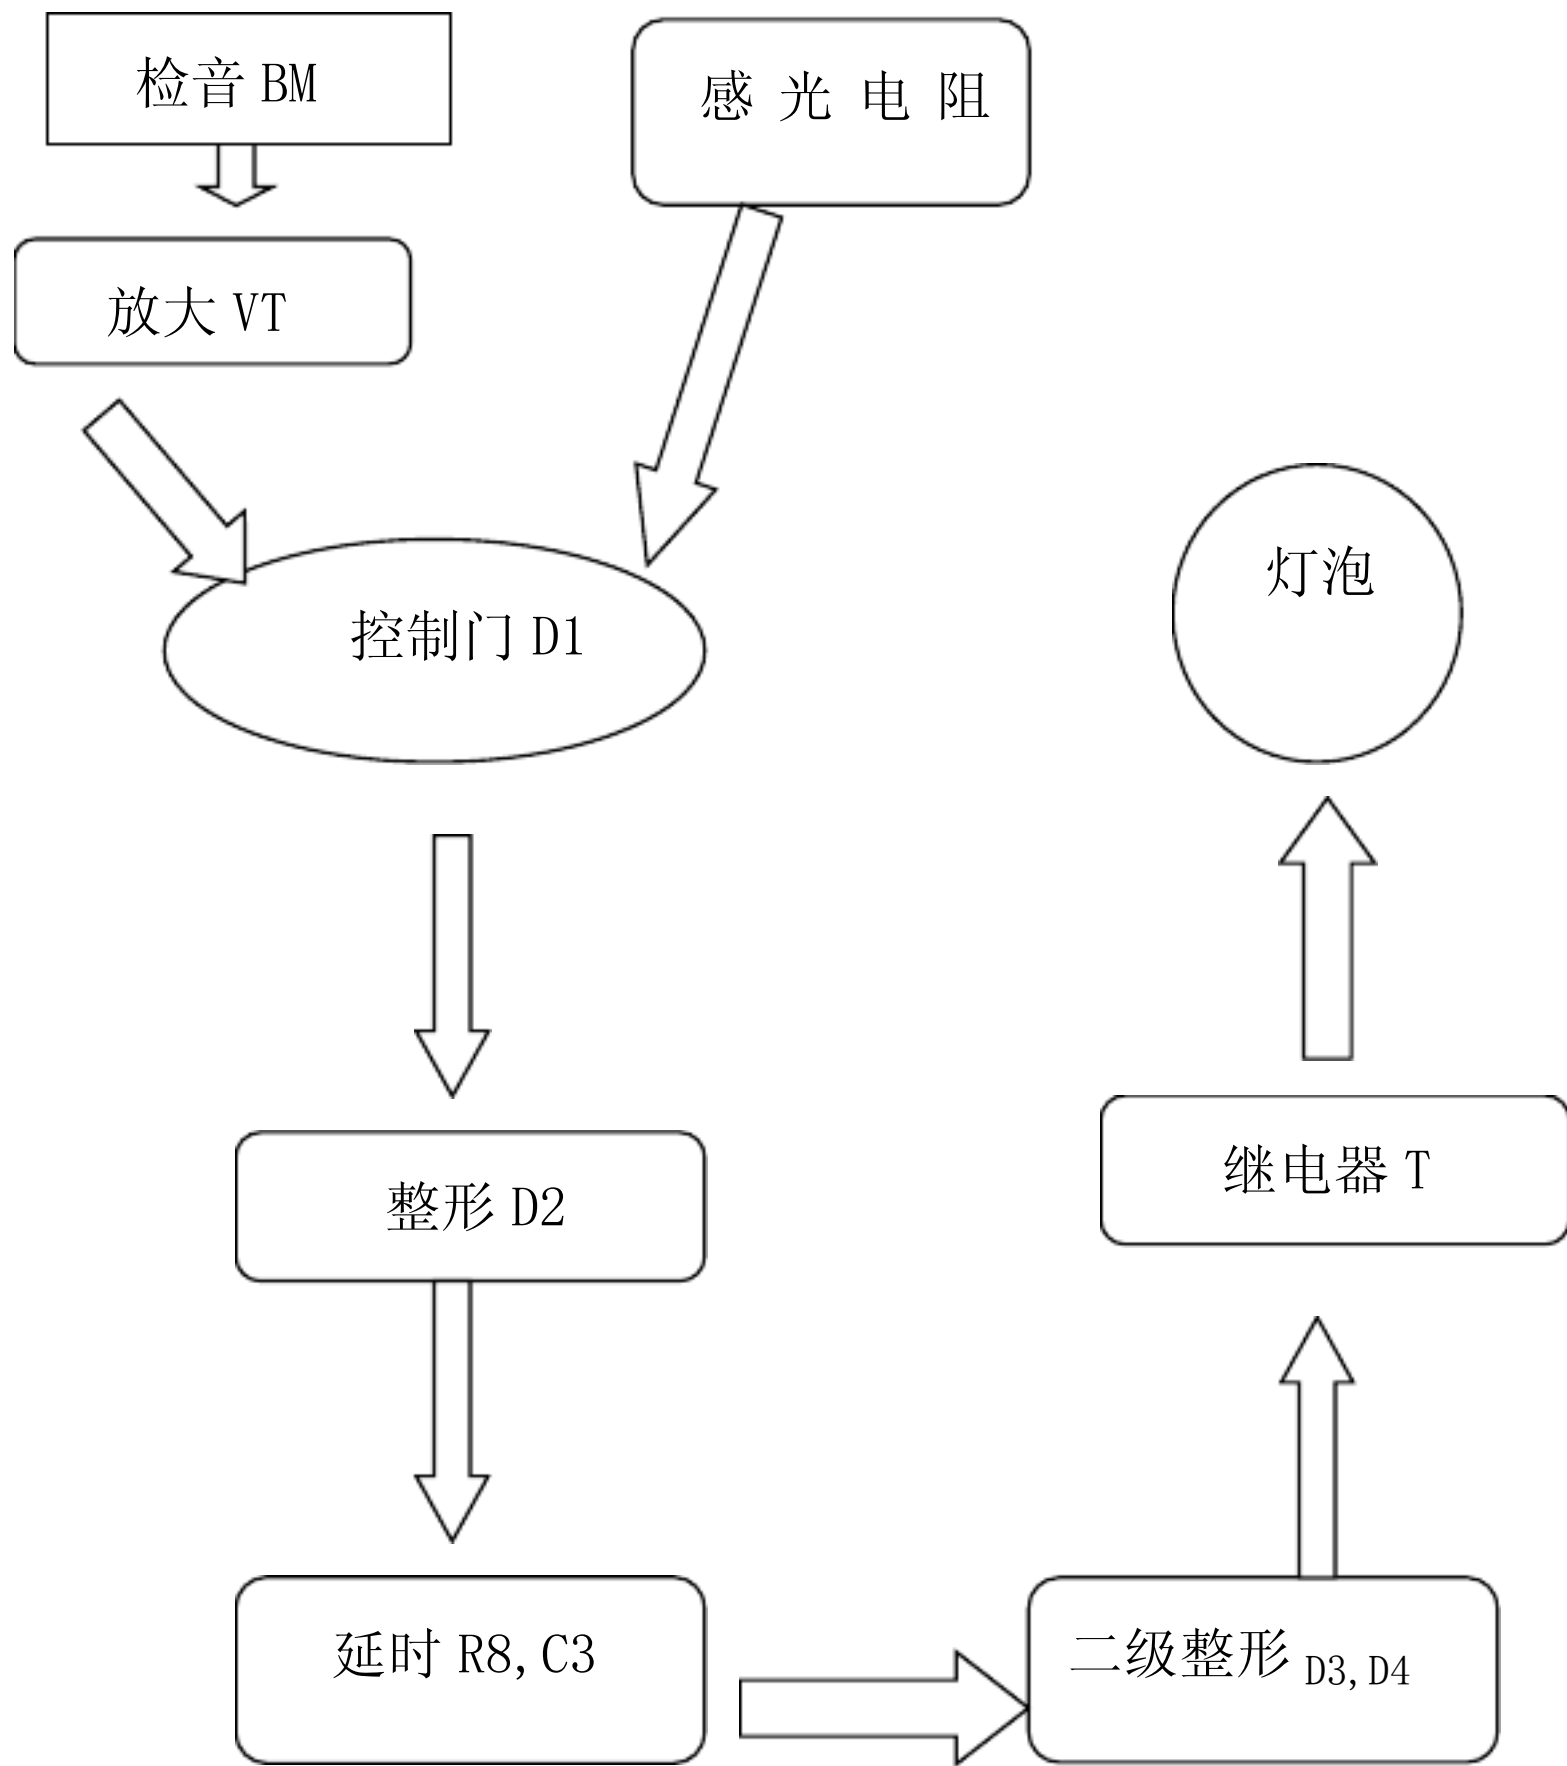 检音 BM
感 光 电 阻
放大 VT
控制门 D1
灯泡
整形 D2
继电器 T
延时 R8,C3
二级整形 D3,D4